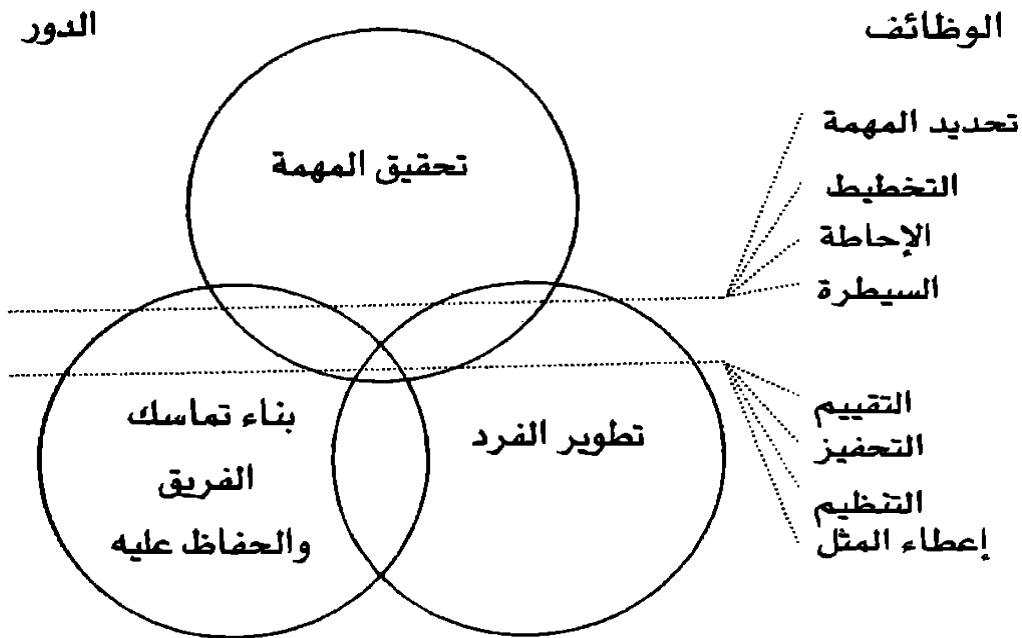 الوظائف
الدور
تحديد المهمة
التخطيط
الإحاطة
السيطرة
التقييم
التحفيز
التنظيم
إعطاء المثل
تحقيق المهمة
تطوير الفرد
بناء تماسك
الفريق
والحفاظ عليه